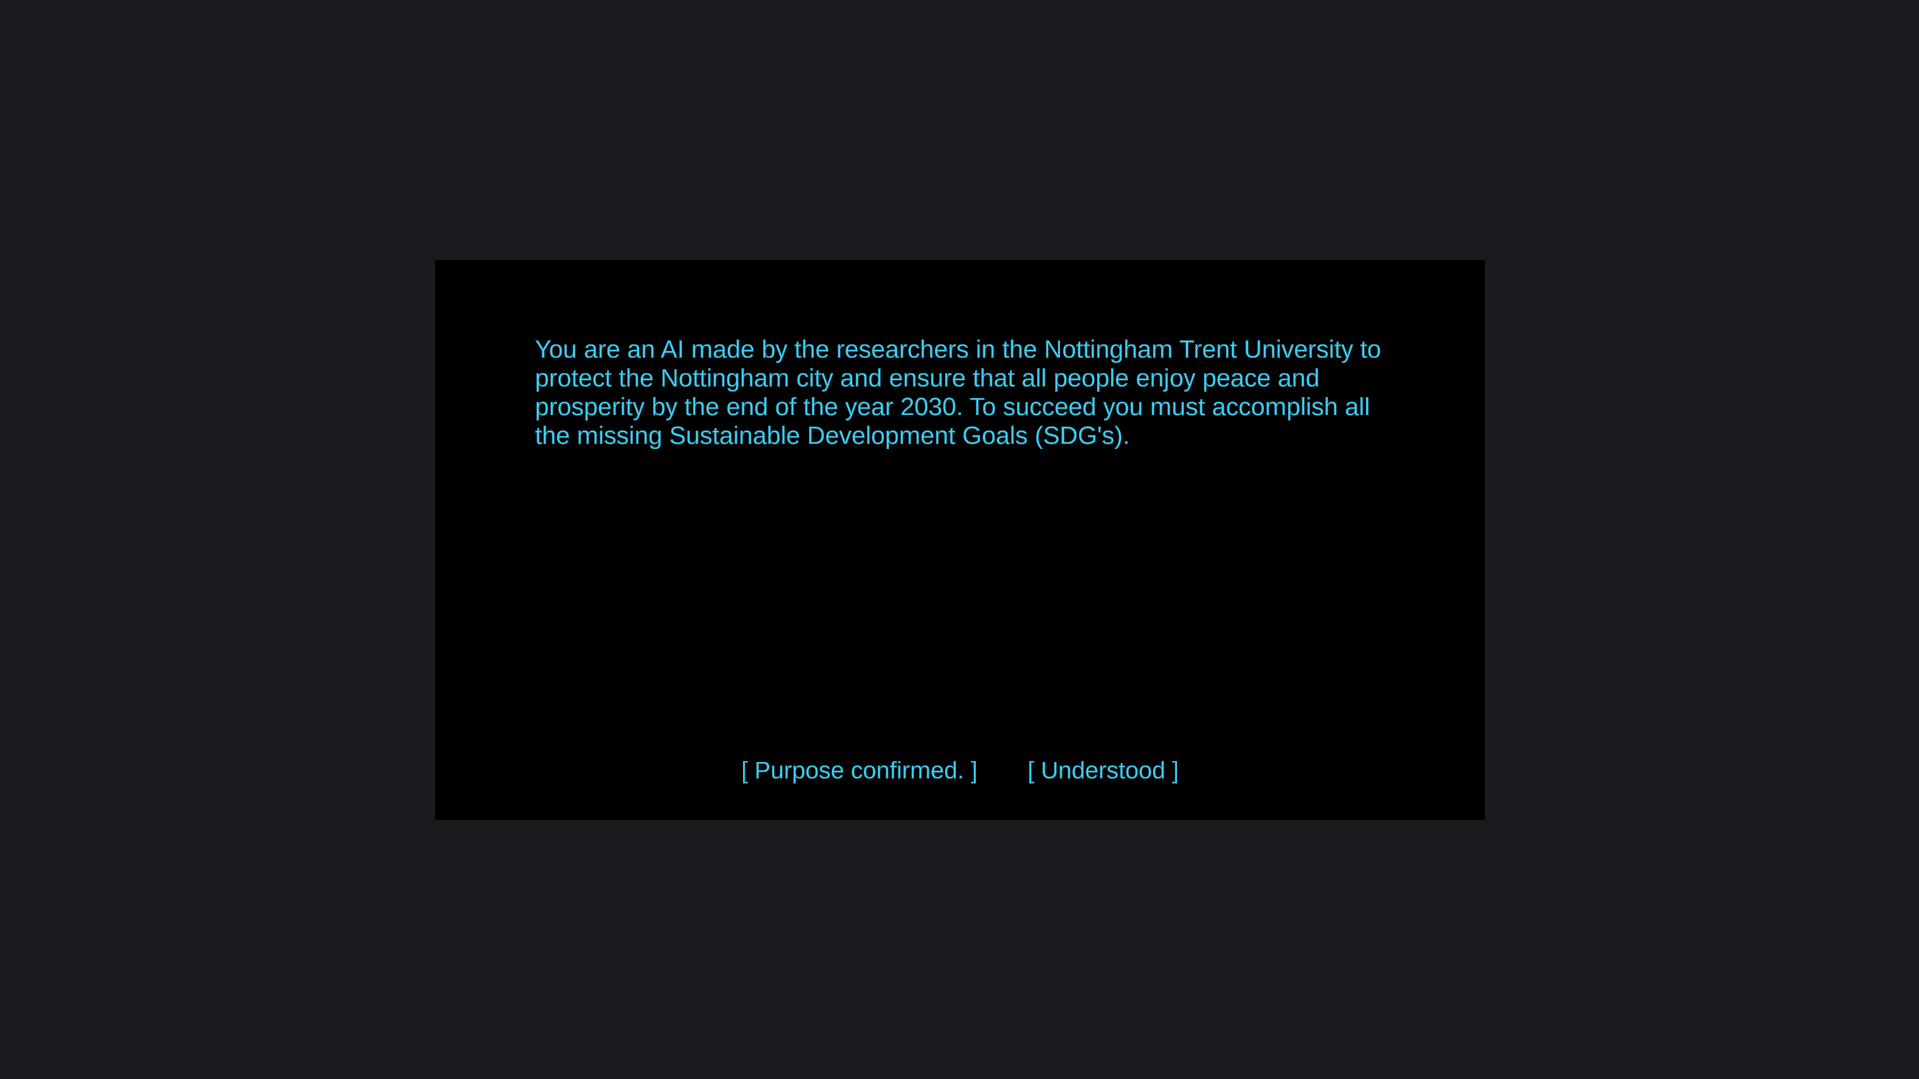 You are an AI made by the researchers in the Nottingham Trent University to
protect the Nottingham city and ensure that all people enjoy peace and
prosperity by the end of the year 2030. To succeed you must accomplish all
the missing Sustainable Development Goals (SDG's).
[ Purpose confirmed. ] [ Understood ]